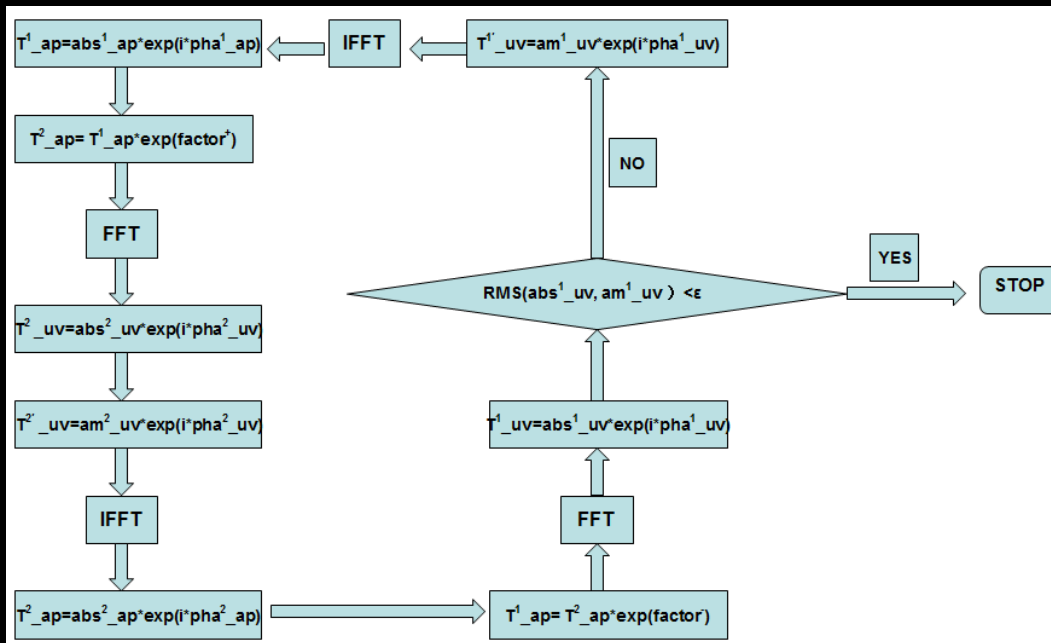 T¹_ap=abs¹_ap*exp(i*pha¹_ap)
IFFT
T¹'_uv=am¹_uv*exp(i*pha¹_uv)
T²_ap= T¹_ap*exp(factor⁺)
NO
FFT
YES
RMS(abs¹_uv, am¹_uv ) <ε
STOP
T²_uv=abs²_uv*exp(i*pha²_uv)
T²'_uv=am²_uv*exp(i*pha²_uv)
T¹_uv=abs¹_uv*exp(i*pha¹_uv)
IFFT
FFT
T²_ap=abs²_ap*exp(i*pha²_ap)
T¹_ap= T²_ap*exp(factor⁻)